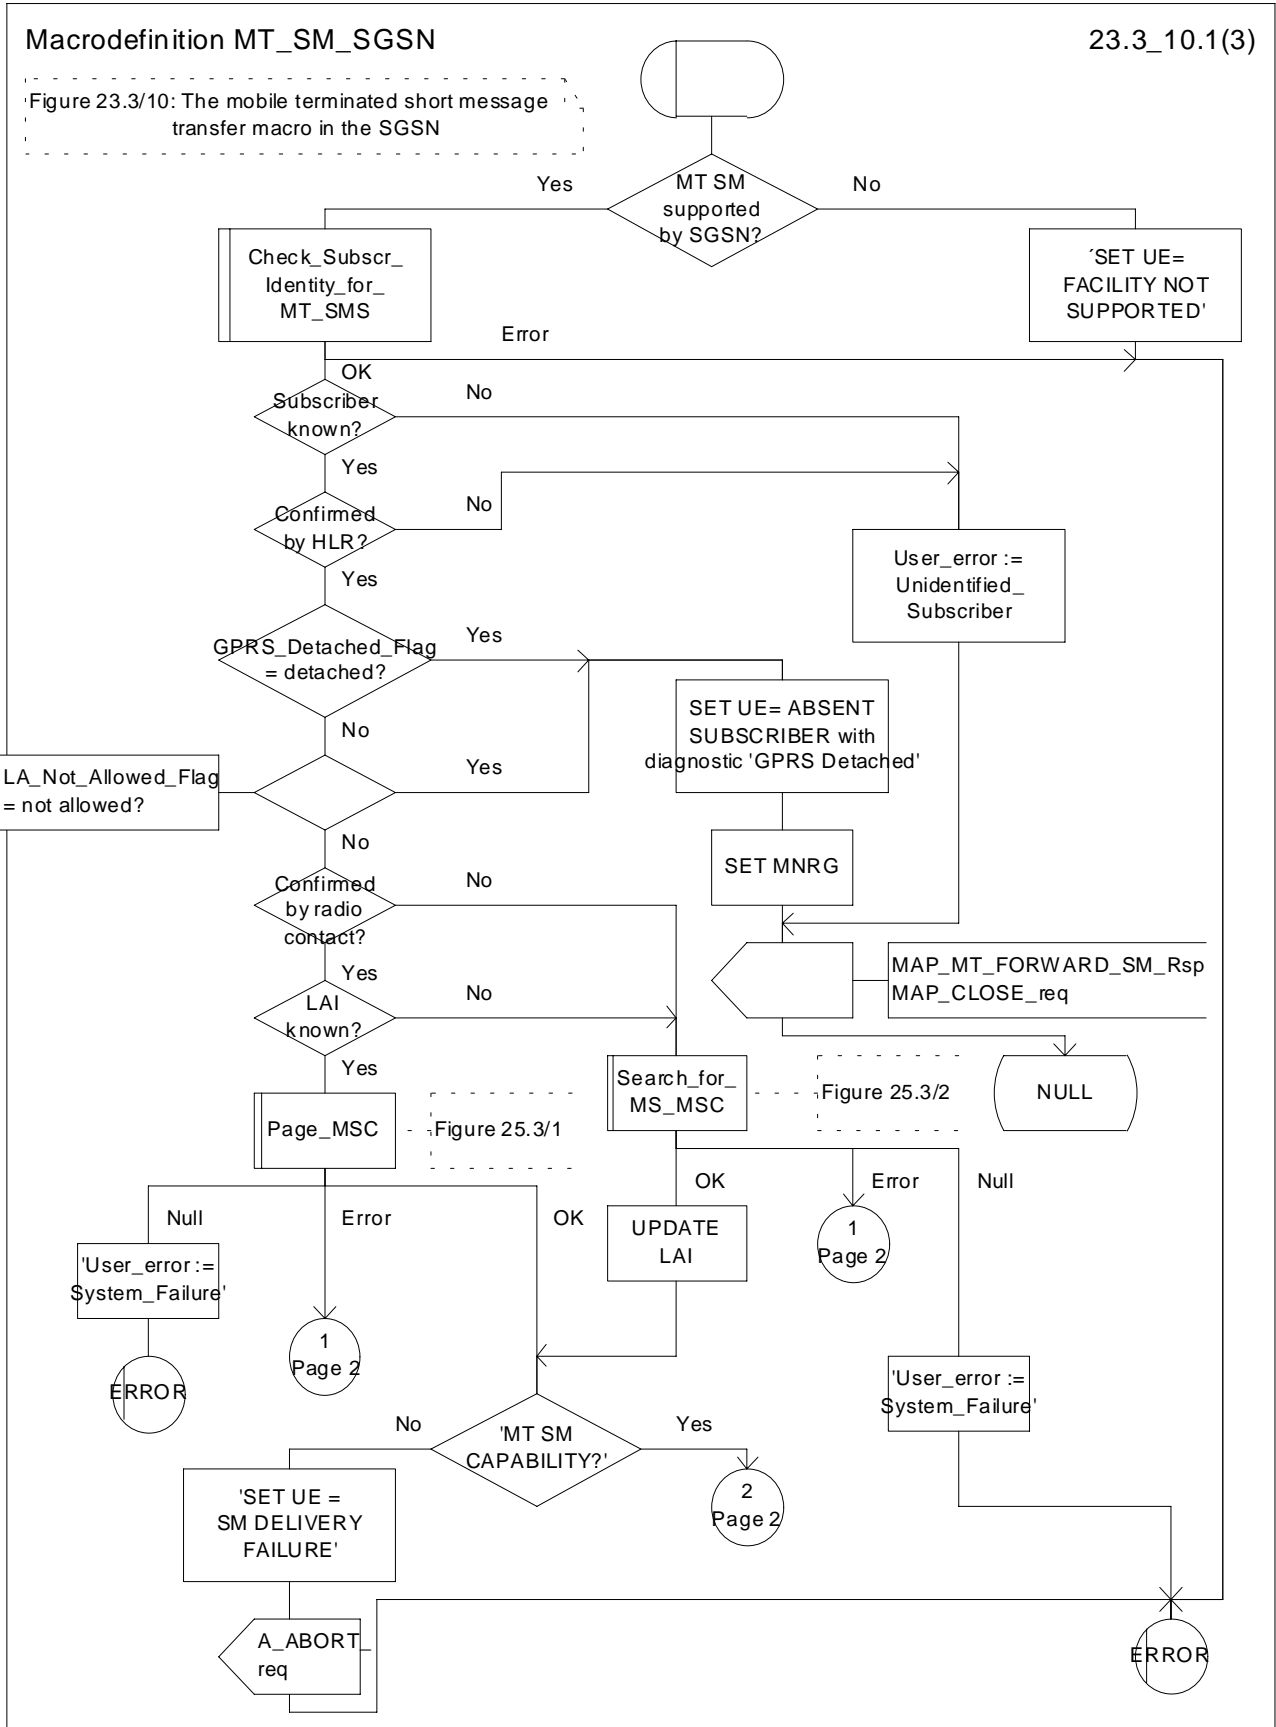 Macrodefinition MT_SM_SGSN
23.3_10.1(3)
Figure 23.3/10: The mobile terminated short message
transfer macro in the SGSN
Yes
MT SM
supported
by SGSN?
No
Check_Subscr_
Identity_for_
MT_SMS
´SET UE=
FACILITY NOT
SUPPORTED'
Error
OK
Subscriber
known?
No
Yes
Confirmed
by HLR?
No
User_error :=
Unidentified_
Subscriber
Yes
GPRS_Detached_Flag
= detached?
Yes
SET UE= ABSENT
SUBSCRIBER with
diagnostic 'GPRS Detached'
No
LA_Not_Allowed_Flag
= not allowed?
Yes
No
SET MNRG
Confirmed
by radio
contact?
No
MAP_MT_FORWARD_SM_Rsp
MAP_CLOSE_req
Yes
LAI
known?
No
Yes
Search_for_
MS_MSC
Figure 25.3/2
NULL
Page_MSC
Figure 25.3/1
OK
Error
Null
Null
Error
OK
UPDATE
LAI
1
Page 2
'User_error :=
System_Failure'
1
Page 2
ERROR
'User_error :=
System_Failure'
No
'MT SM
CAPABILITY?'
Yes
'SET UE =
SM DELIVERY
FAILURE'
2
Page 2
A_ABORT_
req
ERROR